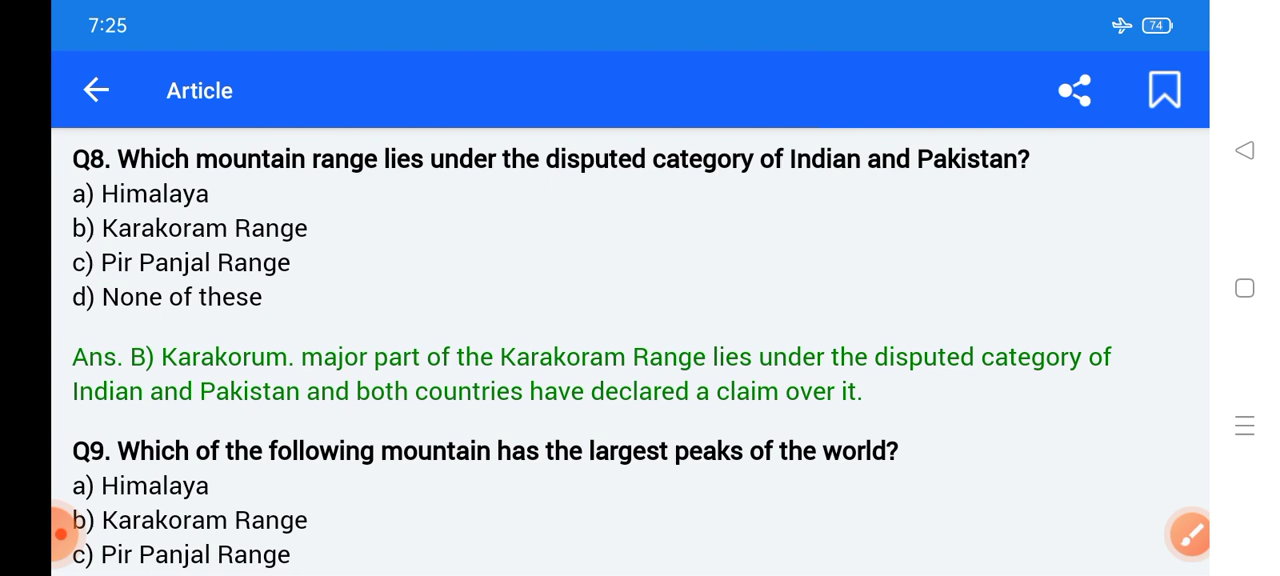 7:25
74
Article
Q8. Which mountain range lies under the disputed category of Indian and Pakistan?
a) Himalaya
b) Karakoram Range
c) Pir Panjal Range
d) None of these
Ans. B) Karakorum. major part of the Karakoram Range lies under the disputed category of
Indian and Pakistan and both countries have declared a claim over it.
Q9. Which of the following mountain has the largest peaks of the world?
a) Himalaya
b) Karakoram Range
c) Pir Panjal Range